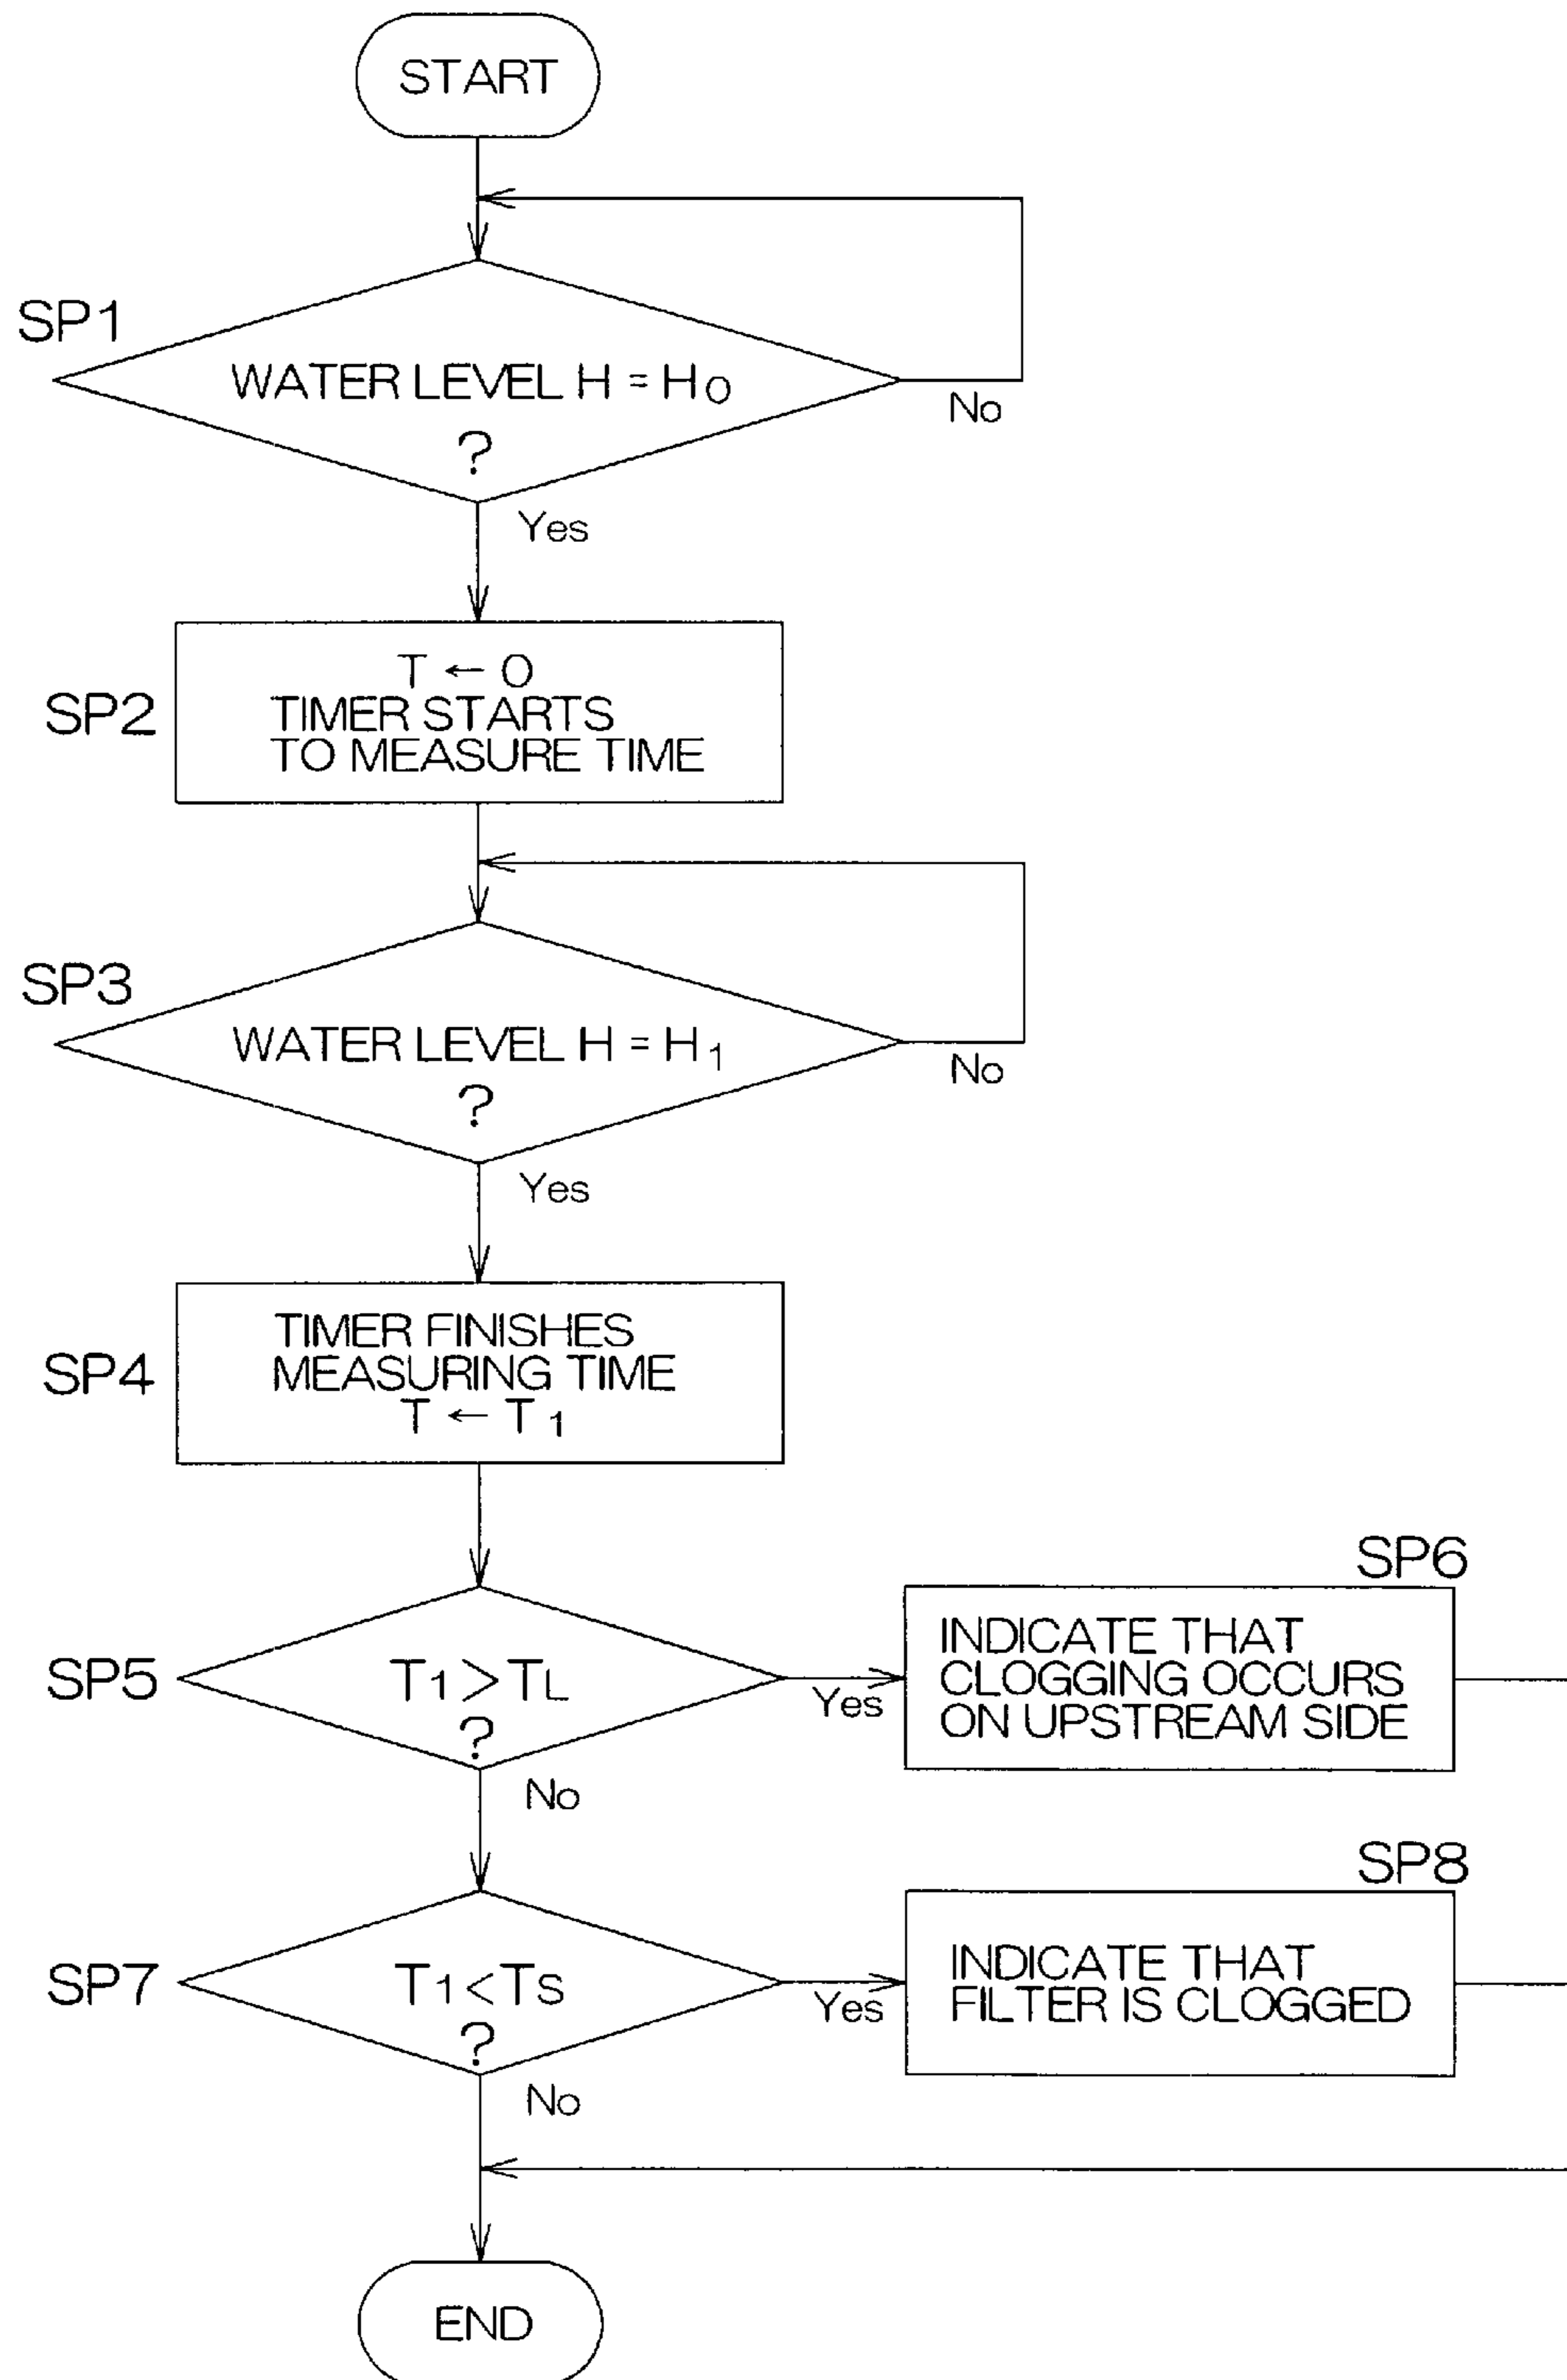 START
SP1
WATER LEVEL H = H0
?
No
Yes
SP2
T ← 0
TIMER STARTS
TO MEASURE TIME
SP3
WATER LEVEL H = H1
?
No
Yes
SP4
TIMER FINISHES
MEASURING TIME
T ← T1
SP5
T1 > TL
?
Yes
No
SP6
INDICATE THAT
CLOGGING OCCURS
ON UPSTREAM SIDE
SP7
T1 < TS
?
Yes
No
SP8
INDICATE THAT
FILTER IS CLOGGED
END